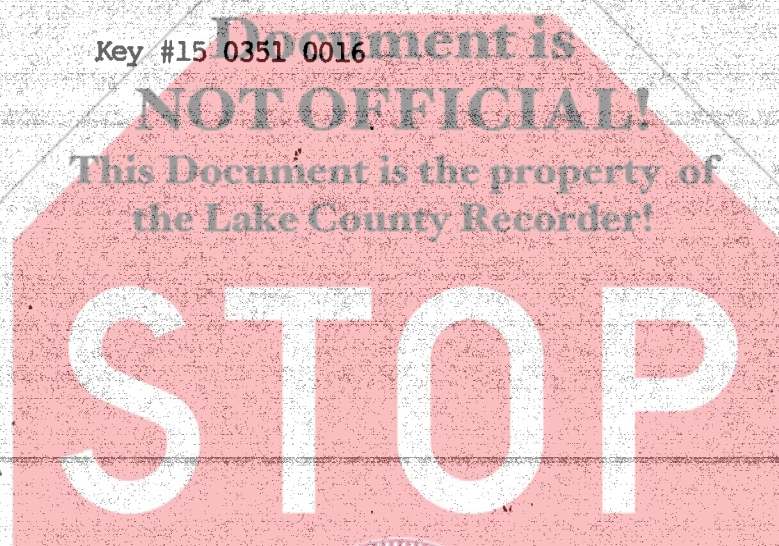 Document is
Key #15 0351 0016
NOT OFFICIAL!
This Document is the property of
the Lake County Recorder!
STOP